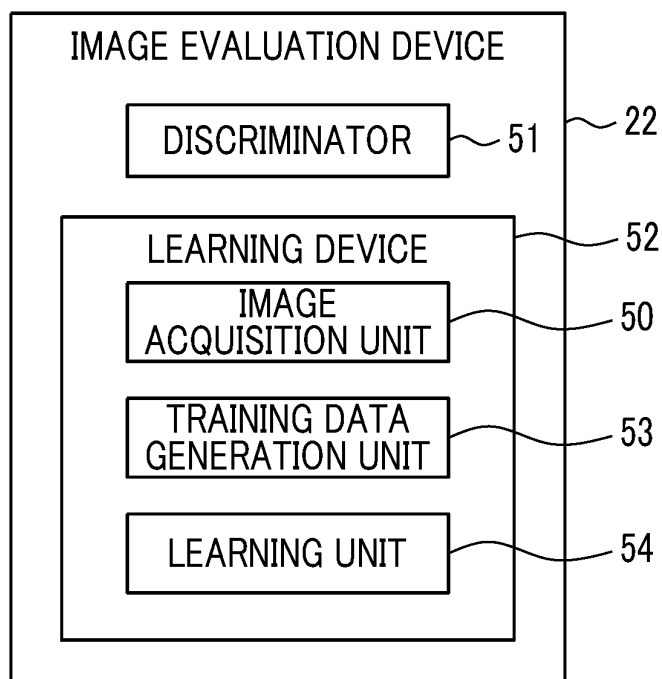 IMAGE EVALUATION DEVICE
22
DISCRIMINATOR
51
LEARNING DEVICE
52
IMAGE
ACQUISITION UNIT
50
TRAINING DATA
GENERATION UNIT
53
LEARNING UNIT
54